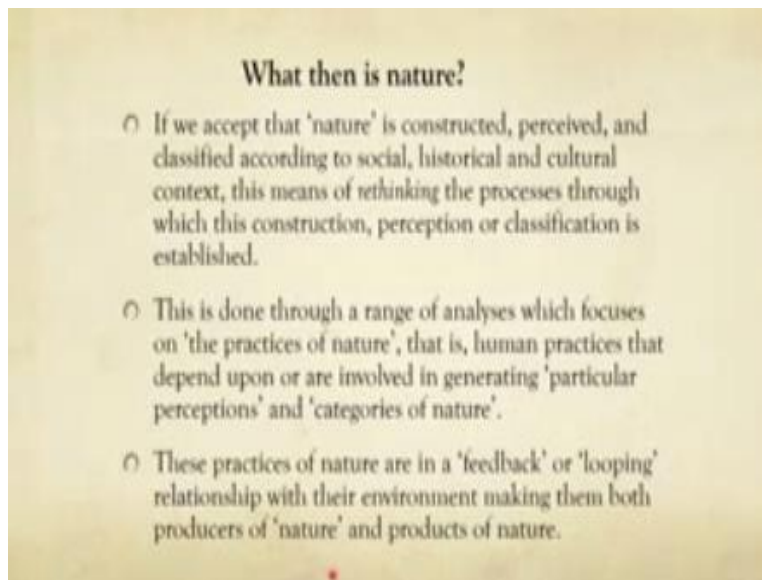 What then is nature?
If we accept that 'nature' is constructed, perceived, and
classified according to social, historical and cultural
context, this means of rethinking the processes through
which this construction, perception or classification is
established.
This is done through a range of analyses which focuses
on 'the practices of nature', that is, human practices that
depend upon or are involved in generating 'particular
perceptions' and 'categories of nature'.
These practices of nature are in a 'feedback' or 'looping'
relationship with their environment making them both
producers of 'nature' and products of nature.